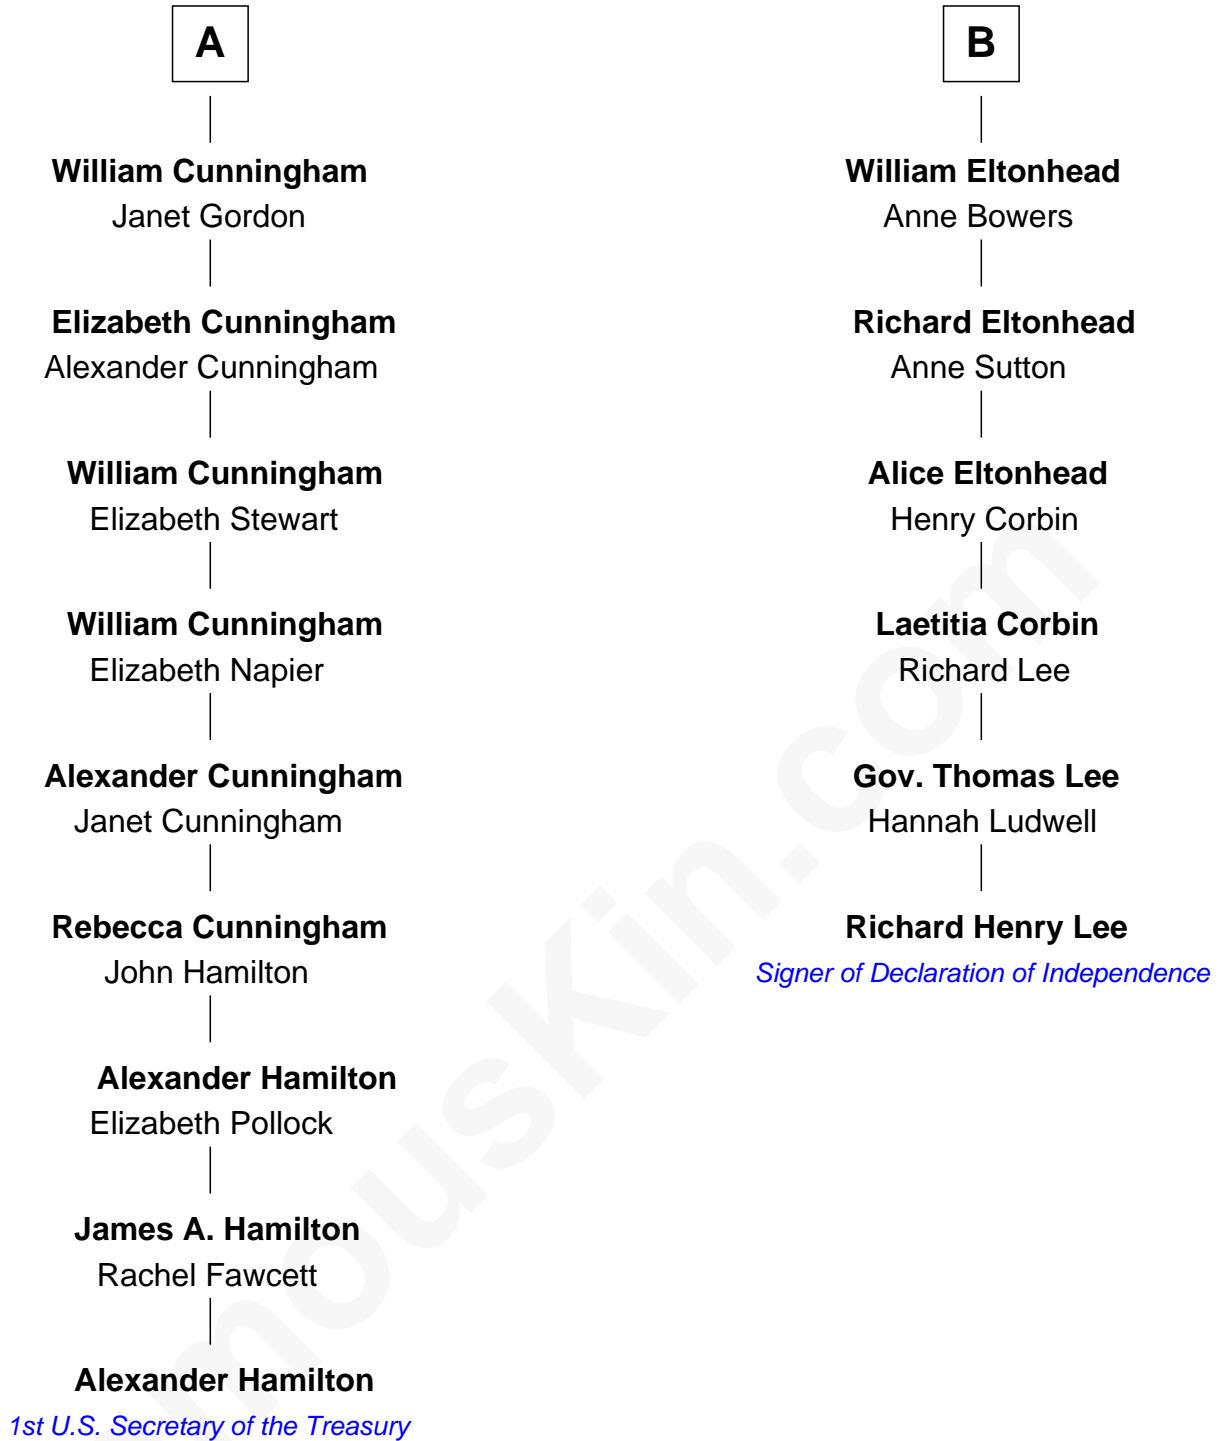 A
William Cunningham
Janet Gordon
Elizabeth Cunningham
Alexander Cunningham
William Cunningham
Elizabeth Stewart
William Cunningham
Elizabeth Napier
Alexander Cunningham
Janet Cunningham
Rebecca Cunningham
John Hamilton
Alexander Hamilton
Elizabeth Pollock
James A. Hamilton
Rachel Fawcett
Alexander Hamilton
1st U.S. Secretary of the Treasury
B
William Eltonhead
Anne Bowers
Richard Eltonhead
Anne Sutton
Alice Eltonhead
Henry Corbin
Laetitia Corbin
Richard Lee
Gov. Thomas Lee
Hannah Ludwell
Richard Henry Lee
Signer of Declaration of Independence
mousKin.com